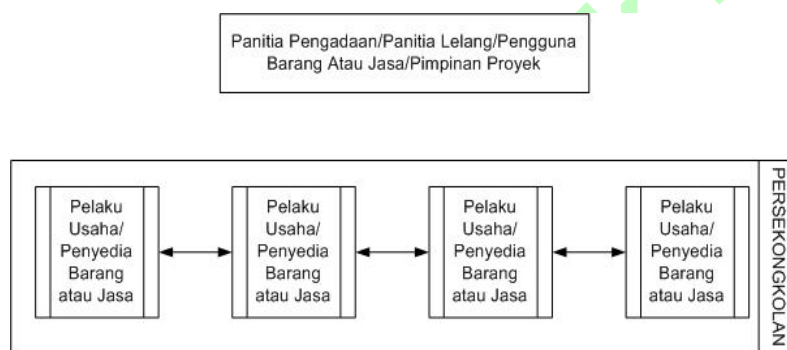 Panitia Pengadaan/Panitia Lelang/Pengguna
Barang Atau Jasa/Pimpinan Proyek
Pelaku
Usaha/
Penyedia
Barang
atau Jasa
Pelaku
Usaha/
Penyedia
Barang
atau Jasa
Pelaku
Usaha/
Penyedia
Barang
atau Jasa
Pelaku
Usaha/
Penyedia
Barang
atau Jasa
PERSEKONGKOLAN